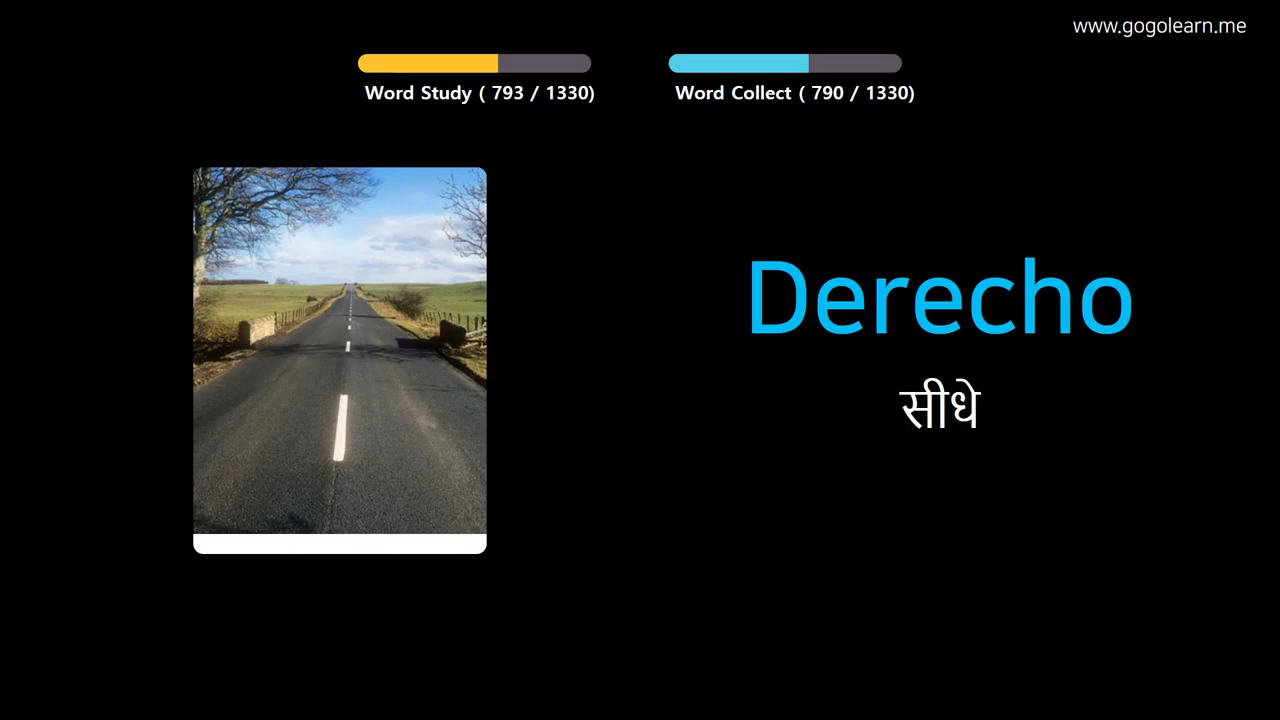 www.gogolearn.me
Word Study ( 793 / 1330)
Word Collect ( 790 / 1330)
Derecho
सीधे